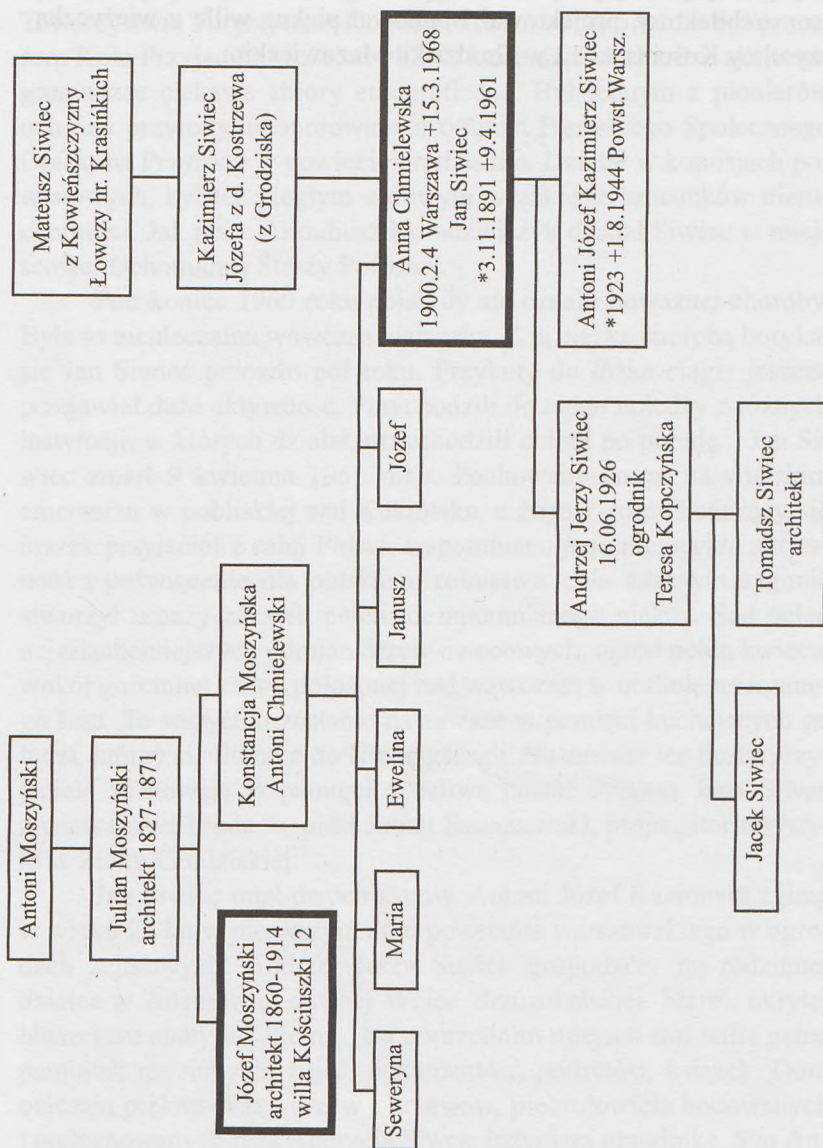 Antoni Moszyński
Mateusz Siwiec
z Kowienszczyzny
Łowczy hr. Krasinkich
Julian Moszyński
architekt 1827-1871
Kazimierz Siwiec
Józefa z d. Kostrzewa
(z Grudziąsa)
Józef Moszyński
architekt 1860-1914
willa Kościuszki 12
Konstancja Moszyńska
Antoni Chmielewski
Seweryna
Maria
Ewelina
Janusz
Józef
Anna Chmielewska
1900.2.4 Warszawa +15.3.1968
Jan Siwiec
*3.11.1891 +9.4.1961
Andrzej Jerzy Siwiec
16.06.1926
ogrodnik
Teresa Kopczyńska
Antoni Józef Kazimierz Siwiec
*1923 +1.8.1944 Powst.Warsz.
Jacek Siwiec
Tomadsz Siwiec
architekt